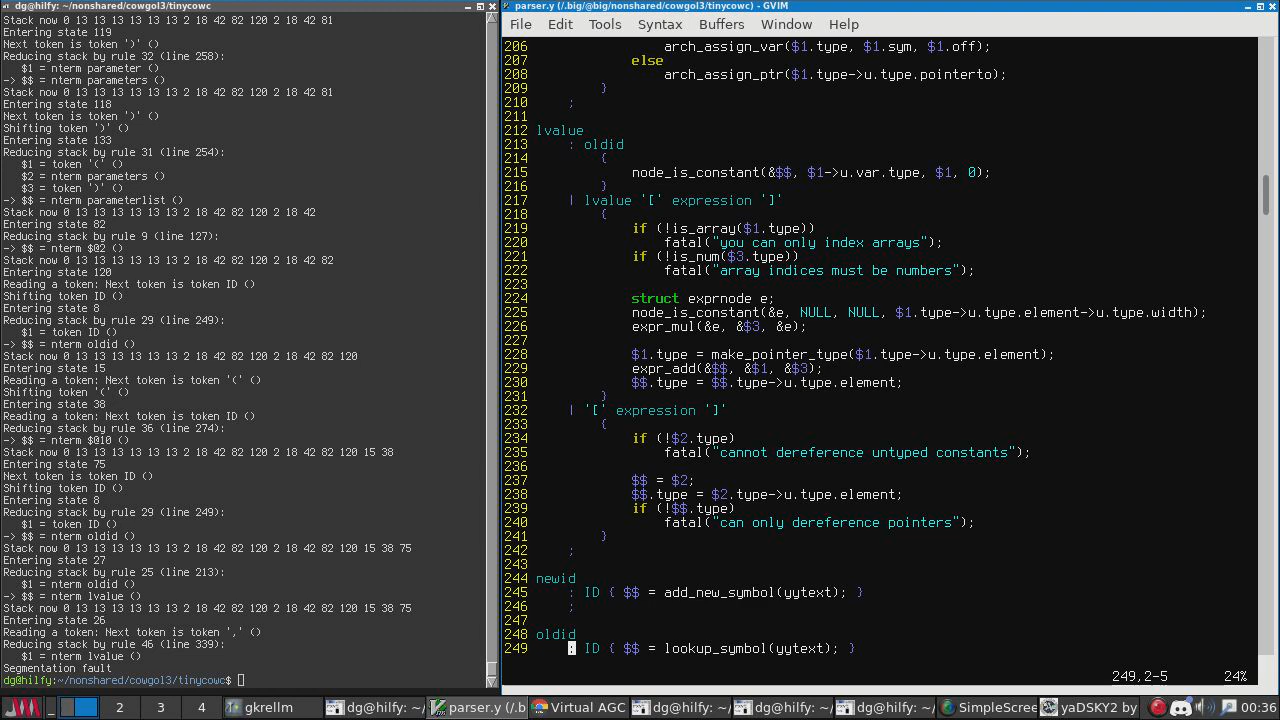 dg@hilfy: ~/nonshared/cowgol3/tinycowc
Stack now 0 13 13 13 13 13 2 18 42 82 120 2 18 42 81
Entering state 119
Next token is token ')' ()
Reducing stack by rule 32 (line 258):
   $1 = nterm parameter ()
-> $$ = nterm parameters ()
Stack now 0 13 13 13 13 13 2 18 42 82 120 2 18 42 81
Entering state 118
Next token is token ')' ()
Shifting token ')' ()
Entering state 133
Reducing stack by rule 31 (line 254):
   $1 = token '(' ()
   $2 = nterm parameters ()
   $3 = token ')' ()
-> $$ = nterm parameterlist ()
Stack now 0 13 13 13 13 13 2 18 42 82 120 2 18 42
Entering state 82
Reducing stack by rule 9 (line 127):
-> $$ = nterm $@2 ()
Stack now 0 13 13 13 13 13 2 18 42 82 120 2 18 42 82
Entering state 120
Reading a token: Next token is token ID ()
Shifting token ID ()
Entering state 8
Reducing stack by rule 29 (line 249):
   $1 = token ID ()
-> $$ = nterm oldid ()
Stack now 0 13 13 13 13 13 2 18 42 82 120 2 18 42 82 120
Entering state 15
Reading a token: Next token is token '(' ()
Shifting token '(' ()
Entering state 38
Reading a token: Next token is token ID ()
Reducing stack by rule 36 (line 274):
-> $$ = nterm $@10 ()
Stack now 0 13 13 13 13 13 2 18 42 82 120 2 18 42 82 120 15 38
Entering state 75
Next token is token ID ()
Shifting token ID ()
Entering state 8
Reducing stack by rule 29 (line 249):
   $1 = token ID ()
-> $$ = nterm oldid ()
Stack now 0 13 13 13 13 13 2 18 42 82 120 2 18 42 82 120 15 38 75
Entering state 27
Reducing stack by rule 25 (line 213):
   $1 = nterm oldid ()
-> $$ = nterm lvalue ()
Stack now 0 13 13 13 13 13 2 18 42 82 120 2 18 42 82 120 15 38 75
Entering state 26
Reading a token: Next token is token ',' ()
Reducing stack by rule 46 (line 339):
   $1 = nterm lvalue ()
Segmentation fault
dg@hilfy:~/nonshared/cowgol3/tinycowc$
parser.y (/.big/@big/nonshared/cowgol3/tinycowc) - GVIM
File Edit Tools Syntax Buffers Window Help
206                 arch_assign_var($1.type, $1.sym, $1.off);
207             else
208                 arch_assign_ptr($1.type->u.type.pointerto);
209         }
210     ;
211
212 lvalue
213     : oldid
214         {
215             node_is_constant(&$$, $1->u.var.type, $1, 0);
216         }
217     | lvalue '[' expression ']'
218         {
219             if (!is_array($1.type))
220                 fatal("you can only index arrays");
221             if (!is_num($3.type))
222                 fatal("array indices must be numbers");
223
224             struct exprnode e;
225             node_is_constant(&e, NULL, NULL, $1.type->u.type.element->u.type.width);
226             expr_mul(&e, &$3, &e);
227
228             $1.type = make_pointer_type($1.type->u.type.element);
229             expr_add(&$$, &$1, &$3);
230             $$.type = $$.type->u.type.element;
231         }
232     | '[' expression ']'
233         {
234             if (!$2.type)
235                 fatal("cannot dereference untyped constants");
236
237             $$ = $2;
238             $$.type = $2.type->u.type.element;
239             if (!$$.type)
240                 fatal("can only dereference pointers");
241         }
242     ;
243
244 newid
245     : ID { $$ = add_new_symbol(yytext); }
246     ;
247
248 oldid
249     : ID { $$ = lookup_symbol(yytext); }
249,2-5 24%
2 3 4 gkrellm dg@hilfy: ~/ parser.y (/.b Virtual AGC dg@hilfy: ~/ dg@hilfy: ~/ dg@hilfy: ~/ SimpleScree yaDSKY2 by 00:36